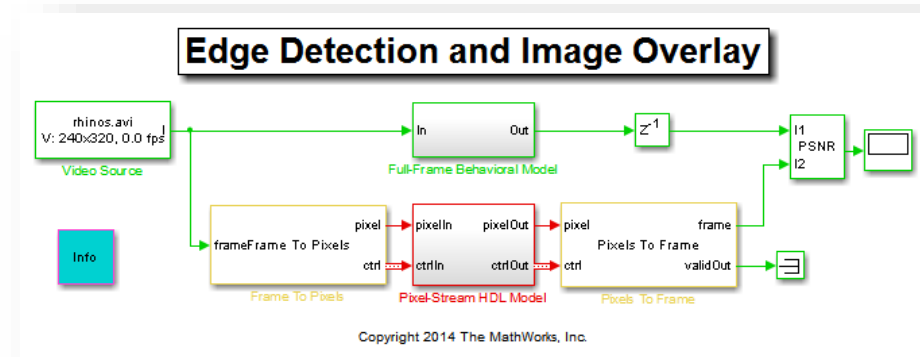 Edge Detection and Image Overlay
rhinos.avi
V: 240x320, 0.0 fps
I
Video Source
In
Out
Full-Frame Behavioral Model
Z-1
I1
PSNR
I2
Info
frame
Frame To Pixels
pixel
ctrl
Frame To Pixels
pixelIn
pixelOut
ctrlIn
ctrlOut
Pixel-Stream HDL Model
pixel
frame
Pixels To Frame
ctrl
validOut
Pixels To Frame
Copyright 2014 The MathWorks, Inc.